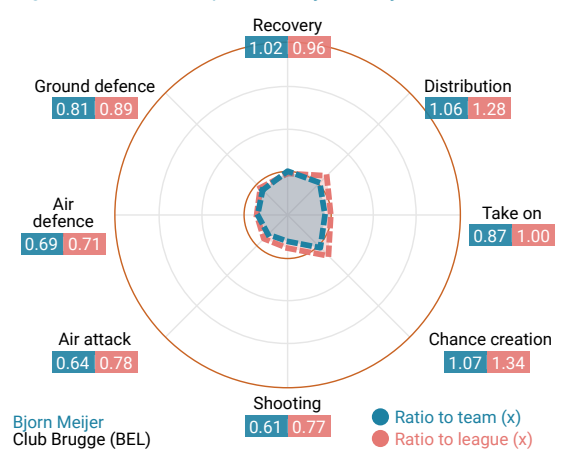 Recovery
1.02 0.96
Ground defence
0.81 0.89
Distribution
1.06 1.28
Air
defence
0.69 0.71
Take on
0.87 1.00
Air attack
0.64 0.78
Chance creation
1.07 1.34
Shooting
0.61 0.77
Bjorn Meijer
Club Brugge (BEL)
Ratio to team (x)
Ratio to league (x)